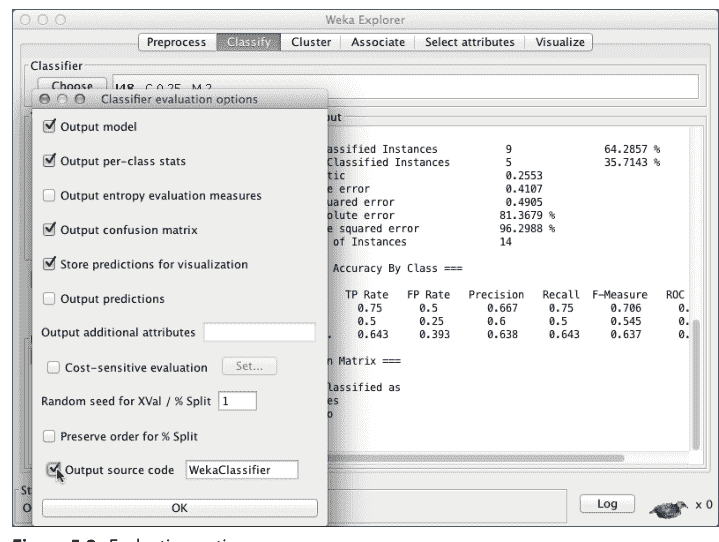 Weka Explorer
Preprocess Classify Cluster Associate Select attributes Visualize
Classifier
Choose J48 -C 0.25 -M 2
Classifier evaluation options
Output model
Output per-class stats
Output entropy evaluation measures
Output confusion matrix
Store predictions for visualization
Output predictions
Output additional attributes
Cost-sensitive evaluation Set...
Random seed for XVal / % Split 1
Preserve order for % Split
Output source code WekaClassifier
OK
assified Instances 9 64.2857 %
Classified Instances 5 35.7143 %
tic 0.2553
e error 0.4107
uared error 0.4905
olute error 81.3679 %
e squared error 96.2988 %
of Instances 14
Accuracy By Class ===
TP Rate FP Rate Precision Recall F-Measure ROC
0.75 0.5 0.667 0.75 0.706 0.
0.5 0.25 0.6 0.5 0.545 0.
. 0.643 0.393 0.638 0.643 0.637 0.
n Matrix ===
lassified as
es
o
St
Log x 0